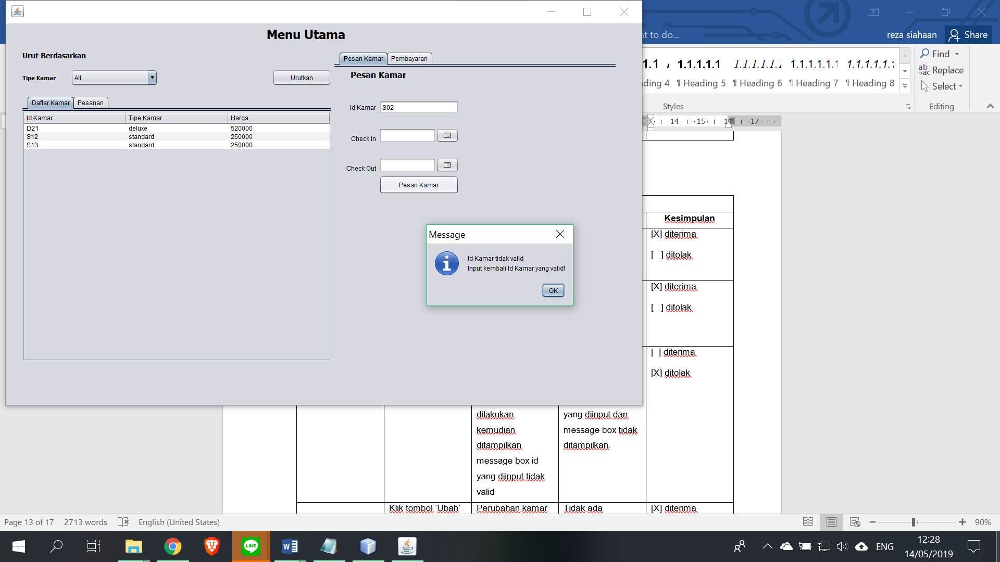 Menu Utama
Urut Berdasarkan
Tipe Kamar
All
Urutkan
Daftar Kamar
Pesanan
Id Kamar Tipe Kamar Harga
D21 deluxe 520000
S12 standard 250000
S13 standard 250000
Pesan Kamar
Pembayaran
Pesan Kamar
Id Kamar
S02
Check In
Check Out
Pesan Kamar
Message
Id Kamar tidak valid
Input kembali Id Kamar yang valid!
OK
nt to do...
reza siahaan
Share
1.1 1.1.1.1.1 1.1.1.1.1.1 1.1.1.1.1.1 1.1.1.1.1.1
ding 4 ¶ Heading 5 ¶ Heading 6 ¶ Heading 7 ¶ Heading 8
Styles
Find
Replace
Select
Editing
14 15 16 17
Kesimpulan
[X] diterima
[ ] ditolak
[X] diterima
[ ] ditolak
[ ] diterima
[X] ditolak
dilakukan
kemudian
ditampilkan
message box id
yang diinput tidak
valid
yang diinput dan
message box tidak
ditampilkan.
Klik tombol ‘Ubah’ Perubahan kamar Tidak ada [X] diterima
Page 13 of 17 2713 words English (United States) 90%
LINE
ENG
12:28
14/05/2019